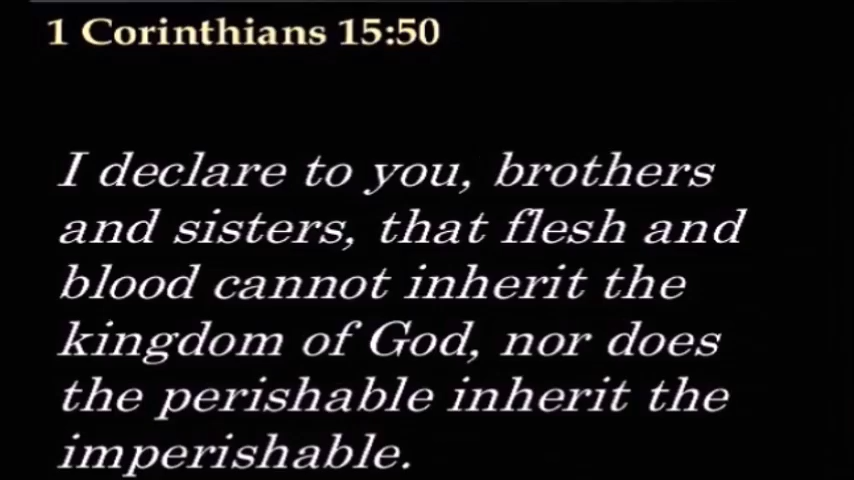 1 Corinthians 15:50
I declare to you, brothers
and sisters, that flesh and
blood cannot inherit the
kingdom of God, nor does
the perishable inherit the
imperishable.